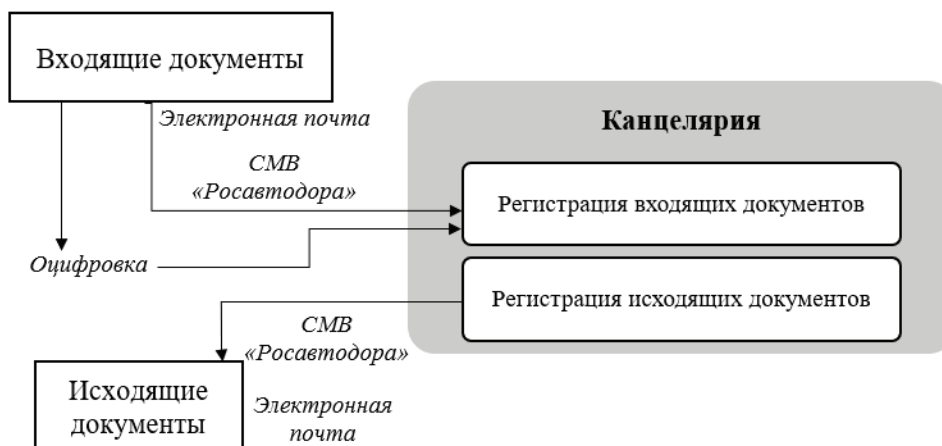 Входящие документы
Электронная почта
СМВ
«Росавтодора»
Оцифровка
Канцелярия
Регистрация входящих документов
Регистрация исходящих документов
СМВ
«Росавтодора»
Исходящие
документы
Электронная
почта